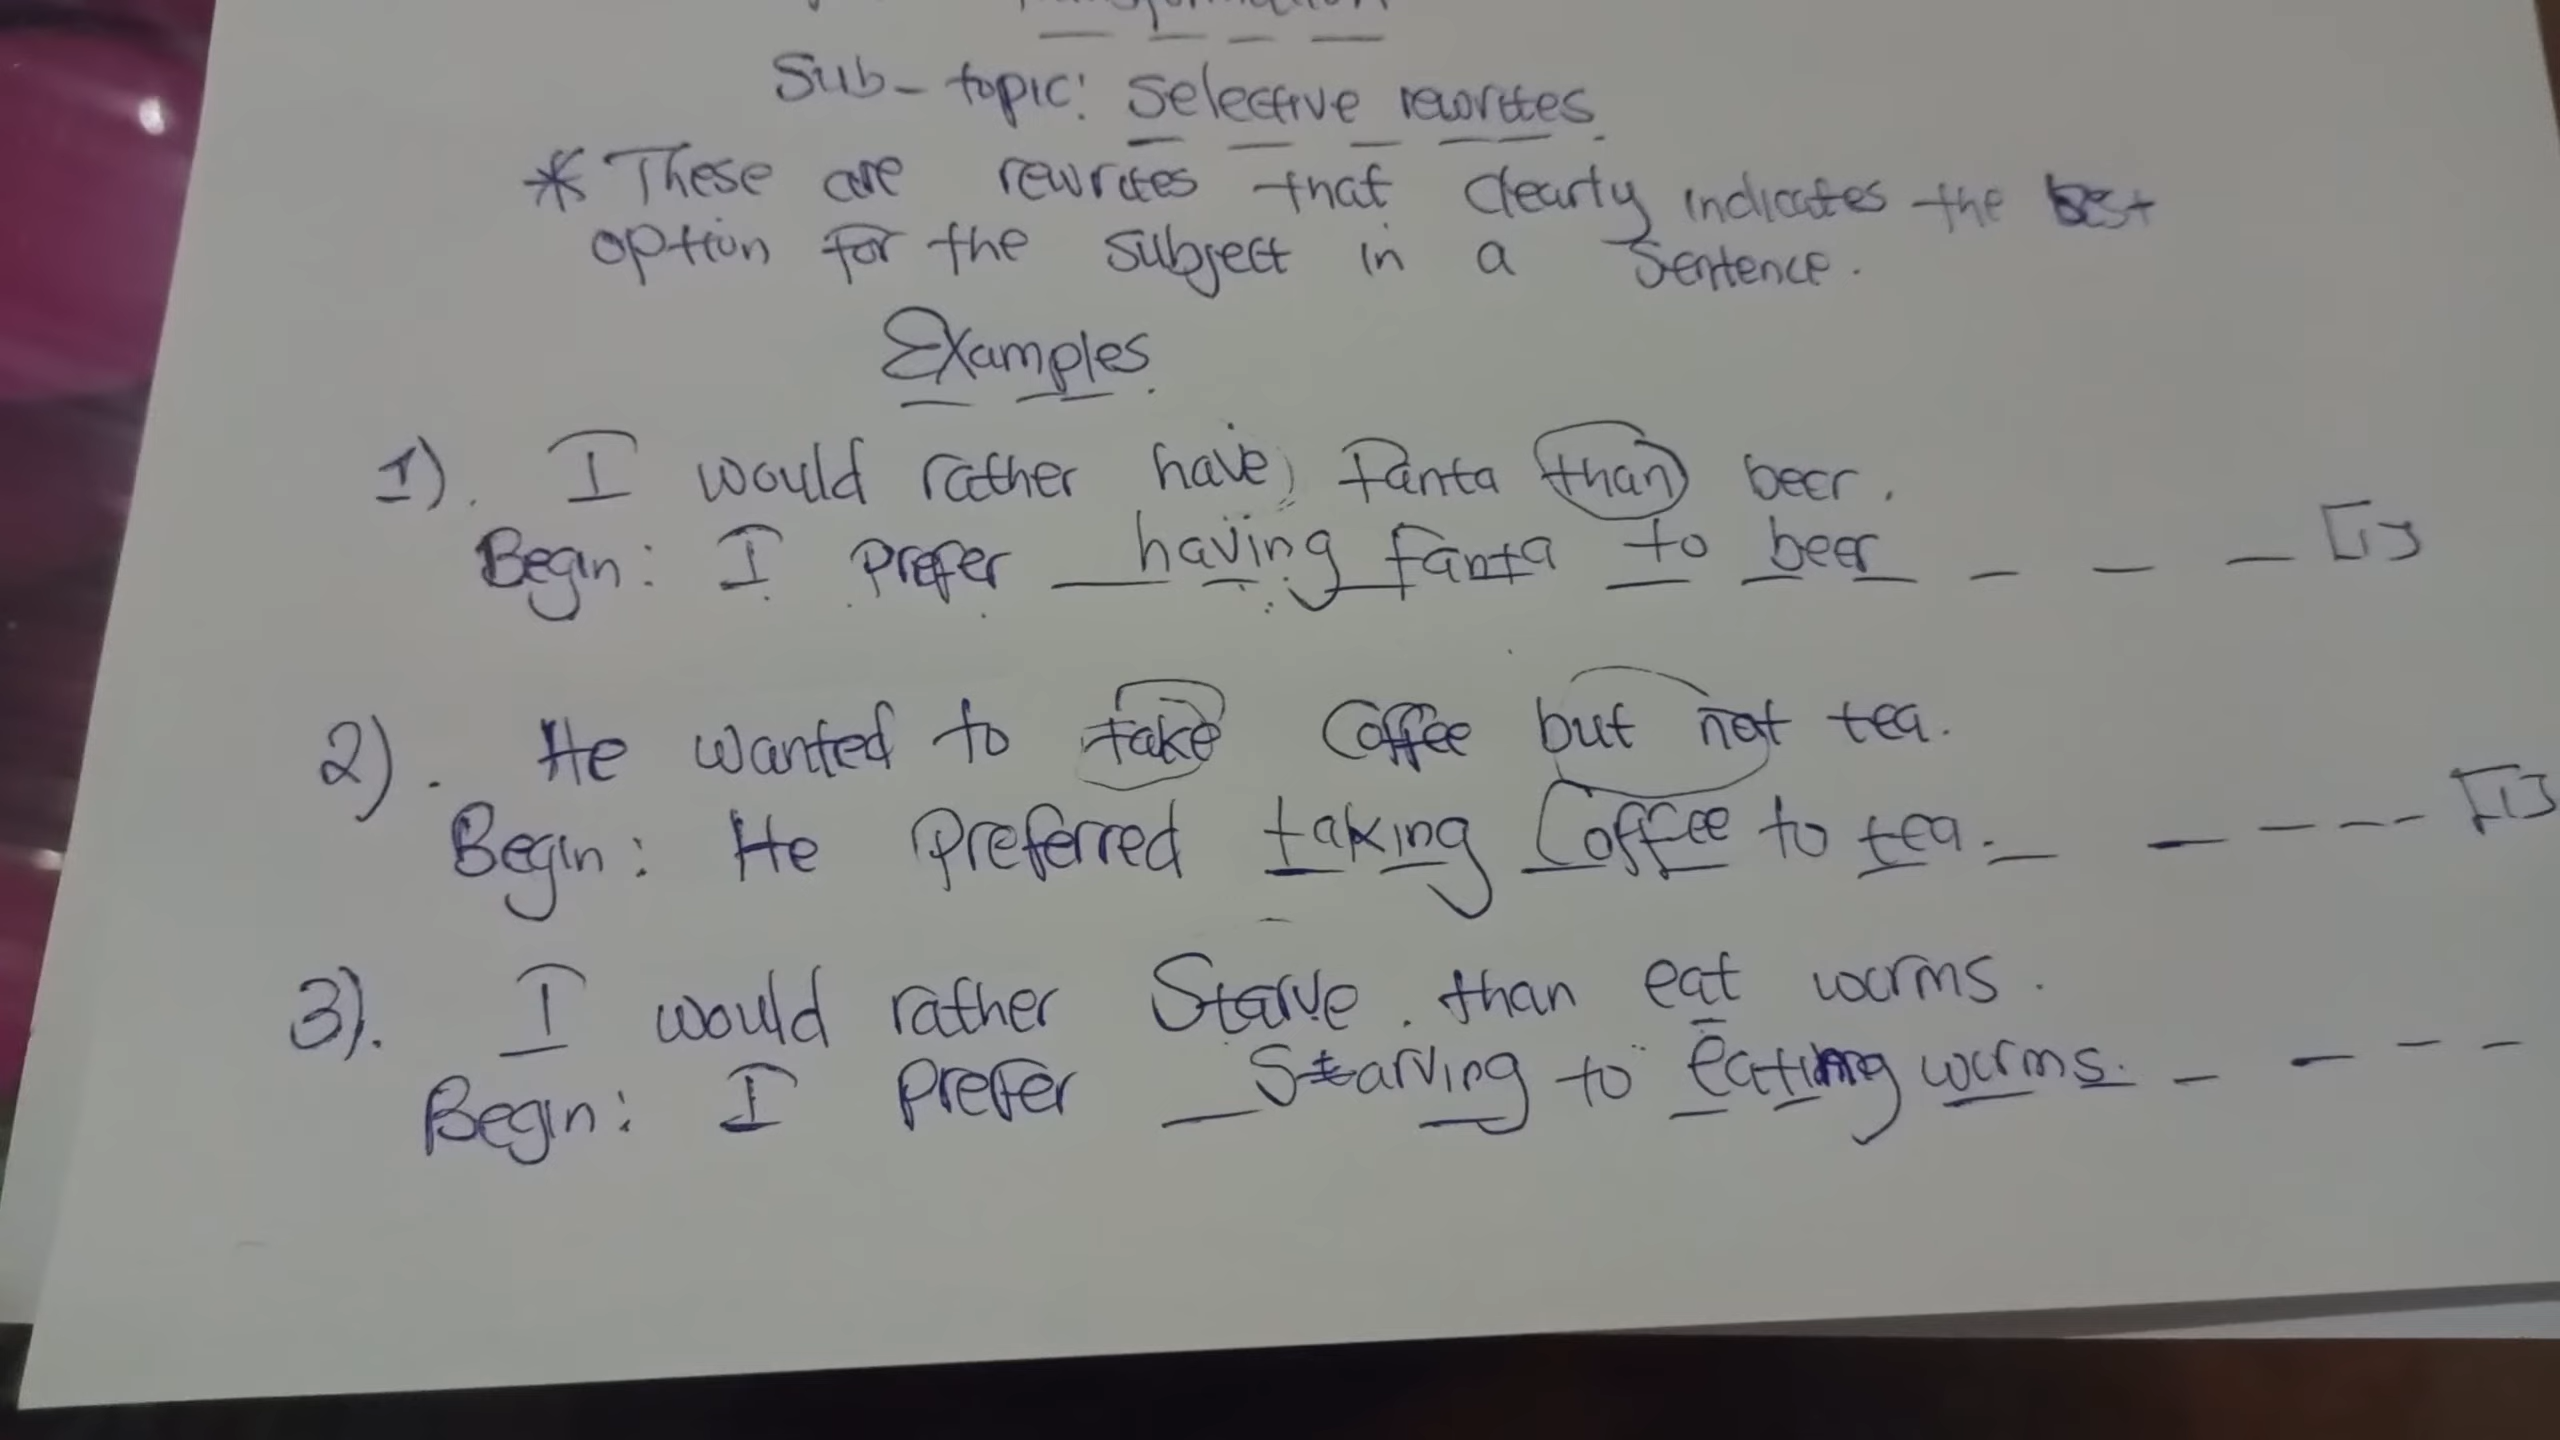 Sub-topic: Selective rewrites.
* These are rewrites that clearly indicates the best
option for the subject in a sentence.
Examples.
1). I would rather have Fanta than beer.
Begin: I prefer having Fanta to beer _ _ _ [1]
2). He wanted to take Coffee but not tea.
Begin: He preferred taking Coffee to tea. _ _ _ _ _ [1]
3). I would rather Starve than eat worms.
Begin: I prefer _ Starving to eating worms. _ _ _ _